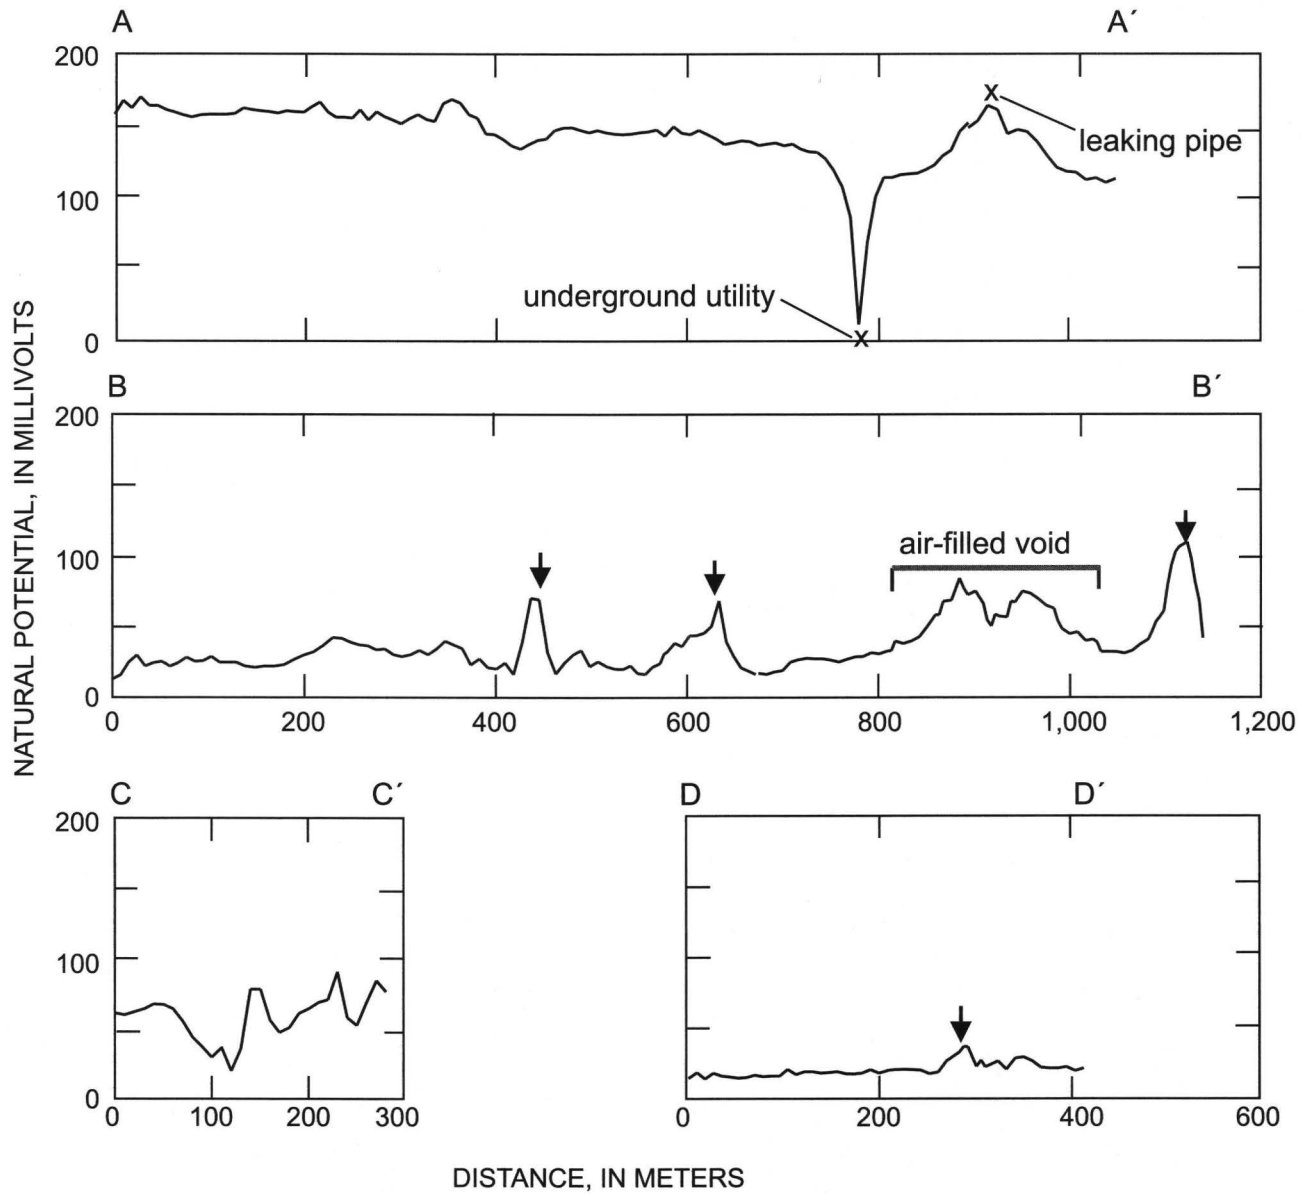 A A´
200
100
0
leaking pipe
underground utility
x
x
NATURAL POTENTIAL, IN MILLIVOLTS
B B´
200
100
0
air-filled void
0 200 400 600 800 1,000 1,200
C C´
200
100
0
0 100 200 300
D D´
0 200 400 600
DISTANCE, IN METERS